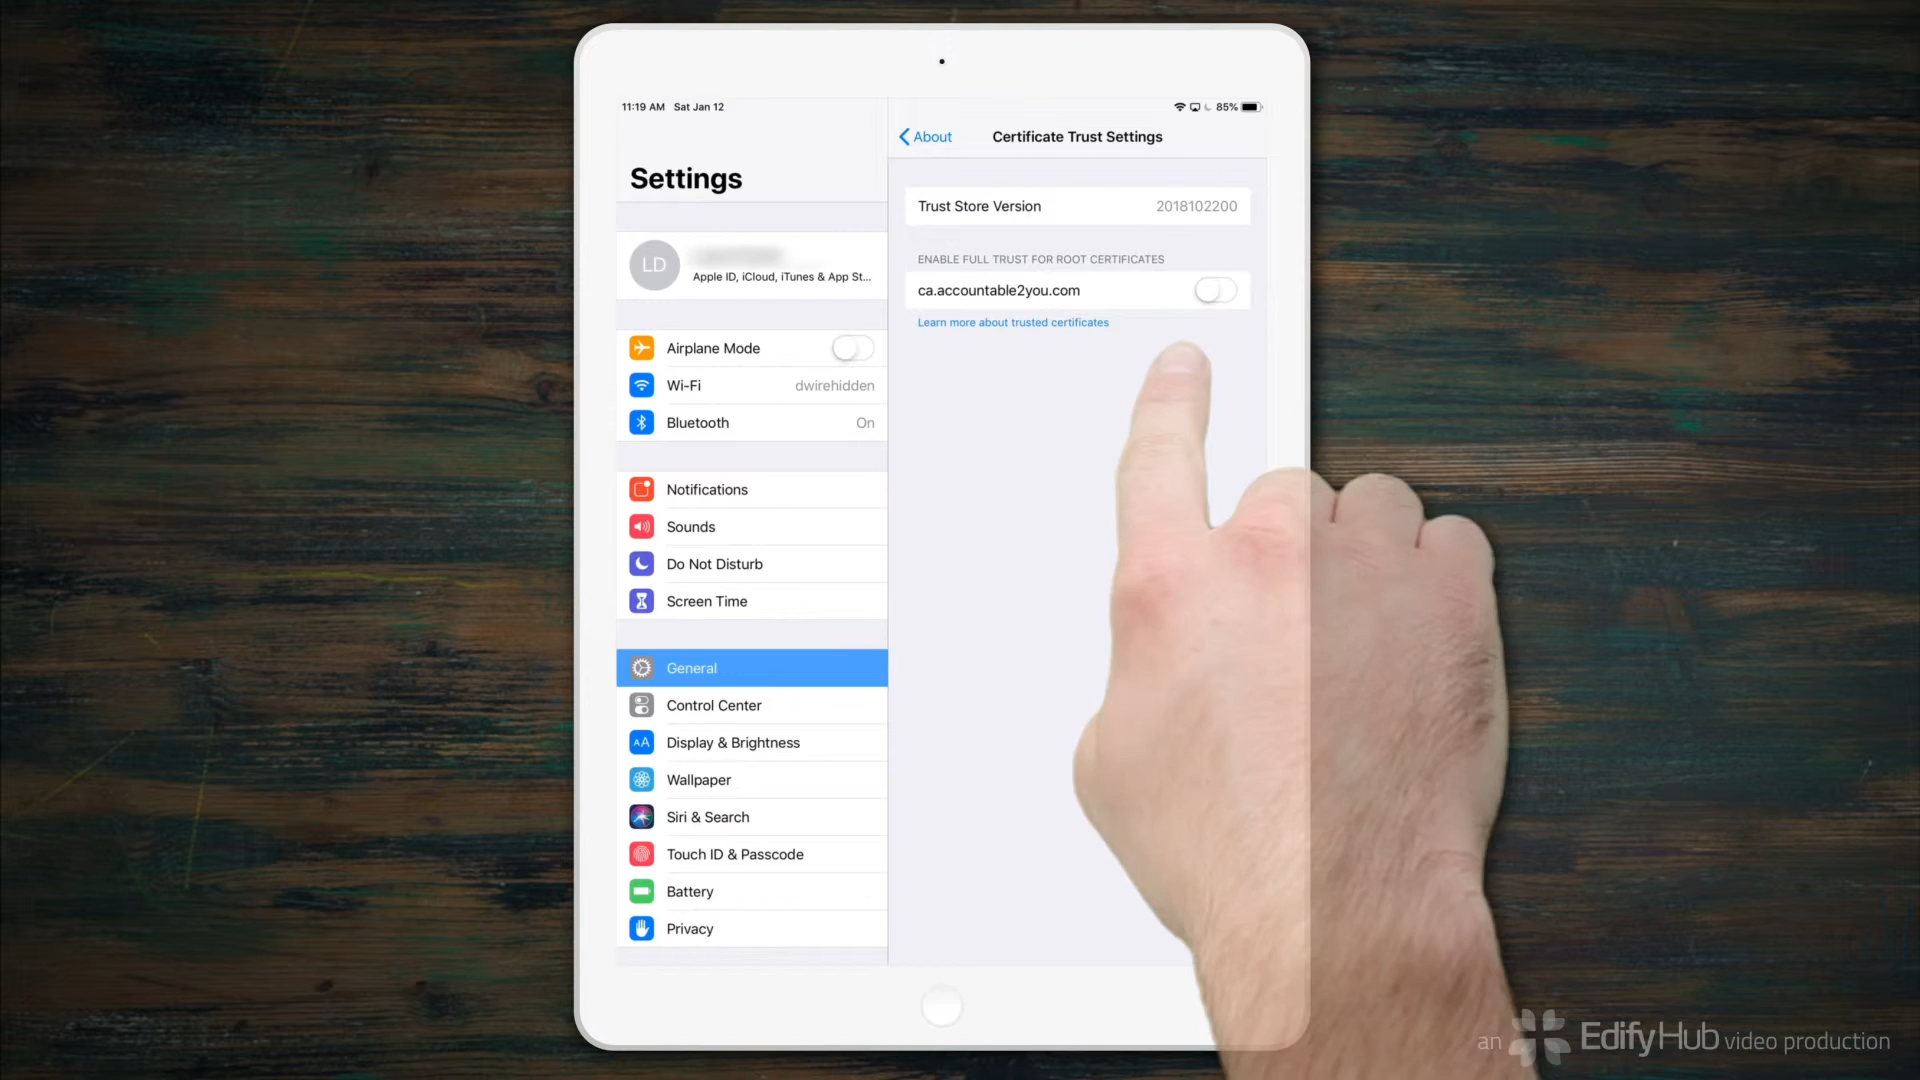 11:19 AM Sat Jan 12
85%
Settings
LD
Apple ID, iCloud, iTunes & App St...
Airplane Mode
Wi-Fi dwirehidden
Bluetooth On
Notifications
Sounds
Do Not Disturb
Screen Time
General
Control Center
AA Display & Brightness
Wallpaper
Siri & Search
Touch ID & Passcode
Battery
Privacy
About Certificate Trust Settings
Trust Store Version 2018102200
ENABLE FULL TRUST FOR ROOT CERTIFICATES
ca.accountable2you.com
Learn more about trusted certificates
an EdifyHub video production